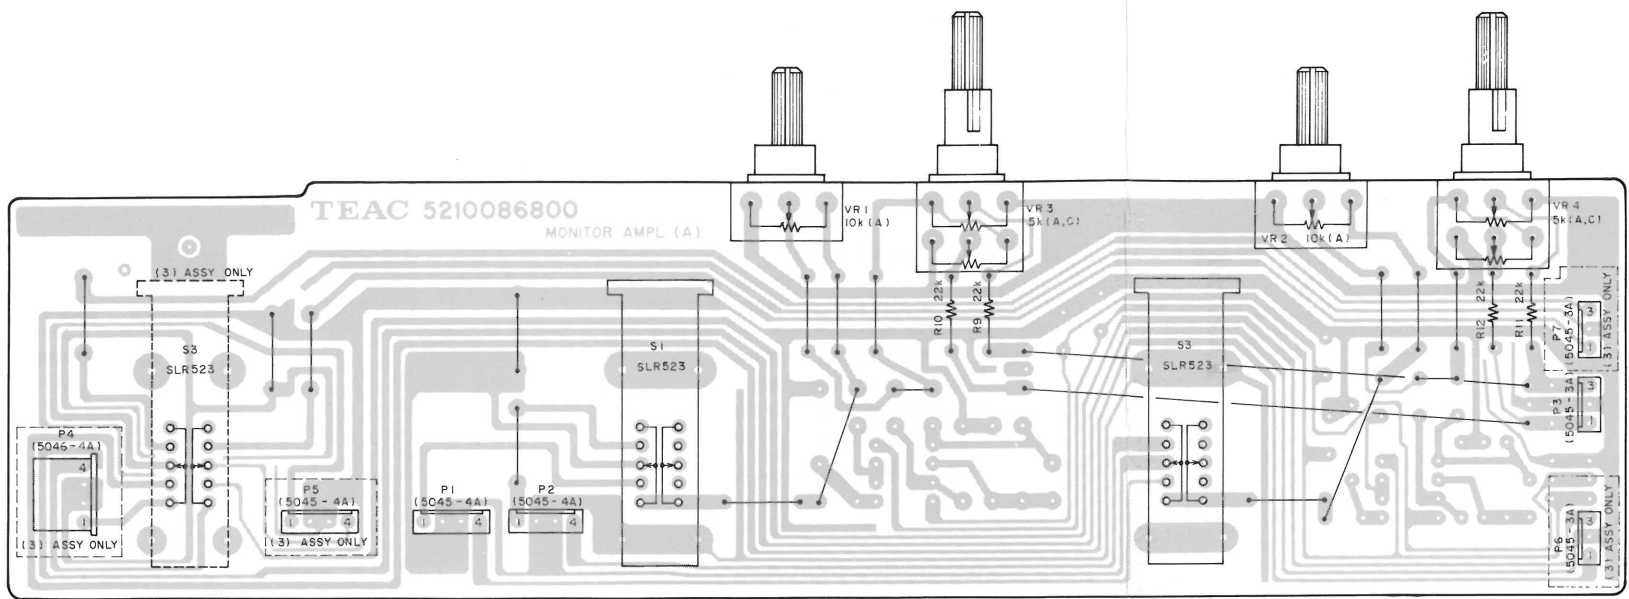 TEAC 5210086800
MONITOR AMPL (A)
VR1
10k(A)
VR3
5k(A,C)
VR2 10k(A)
VR4
5k(A,C)
(3) ASSY ONLY
S3
SLR523
S1
SLR523
S3
SLR523
R10 22k
R9 22k
R12 22k
R11 22k
P7
(5045-3A)
(3) ASSY ONLY
3
1
P3
(5045-3A)
3
1
P6
(5045-3A)
(3) ASSY ONLY
3
1
P4
(5046-4A)
4
1
(3) ASSY ONLY
P5
(5045-4A)
1 4
(3) ASSY ONLY
P1
(5045-4A)
1 4
P2
(5045-4A)
1 4